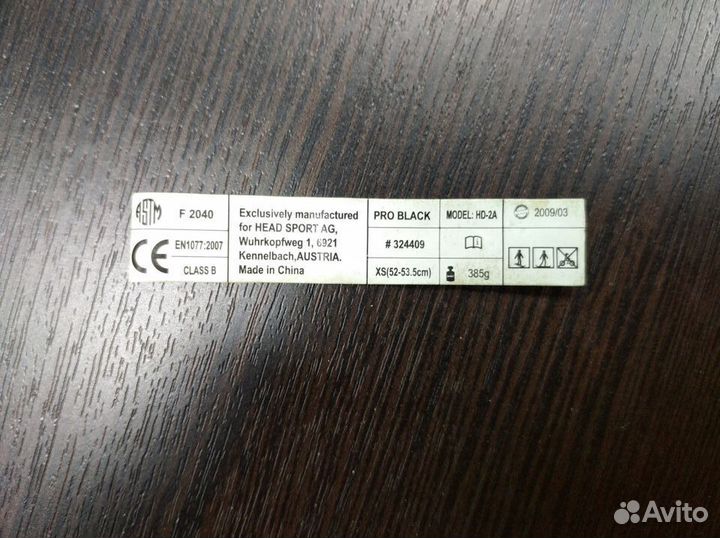 ASTM F 2040
CE EN1077:2007
CLASS B
Exclusively manufactured
for HEAD SPORT AG,
Wuhrkopfweg 1, 6921
Kennelbach,AUSTRIA.
Made in China
PRO BLACK
# 324409
XS(52-53.5cm)
MODEL: HD-2A
385g
2009/03
Avito